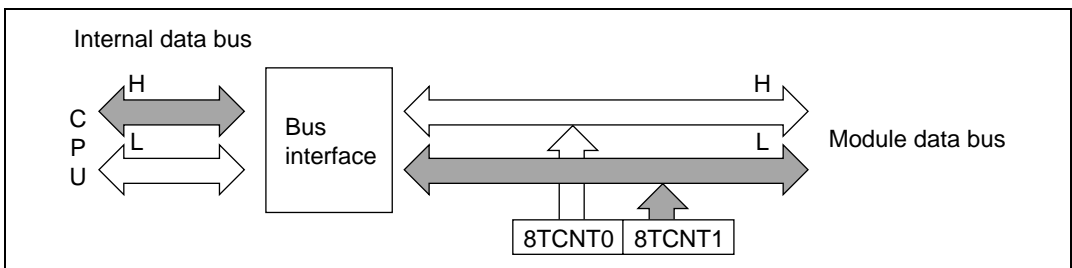 Internal data bus
H
H
C
P
U
L
Bus
interface
L
Module data bus
8TCNT0
8TCNT1